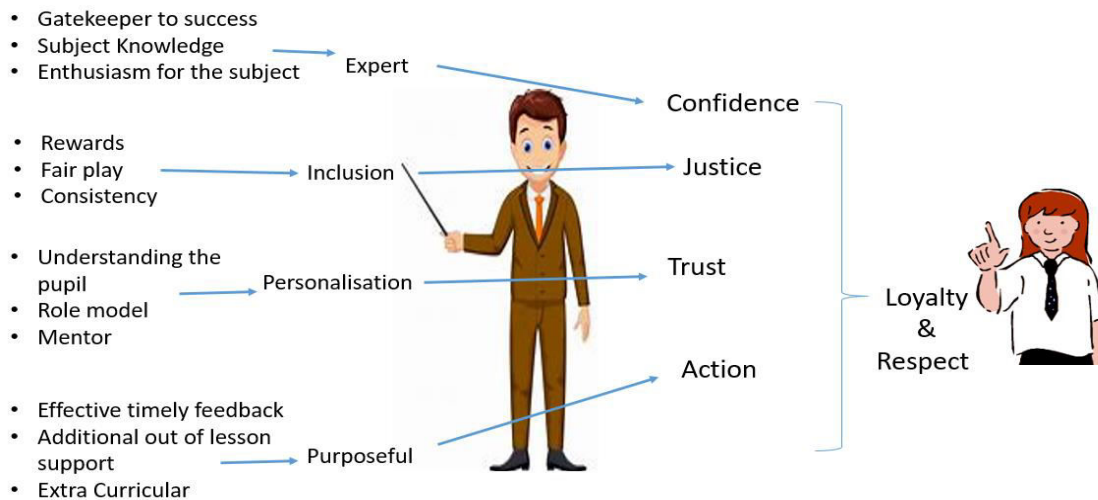 • Gatekeeper to success
• Subject Knowledge
• Enthusiasm for the subject
Expert
Confidence
• Rewards
• Fair play
• Consistency
Inclusion
Justice
• Understanding the
pupil
• Role model
• Mentor
Personalisation
Trust
• Effective timely feedback
• Additional out of lesson
support
• Extra Curricular
Purposeful
Action
Loyalty
&
Respect